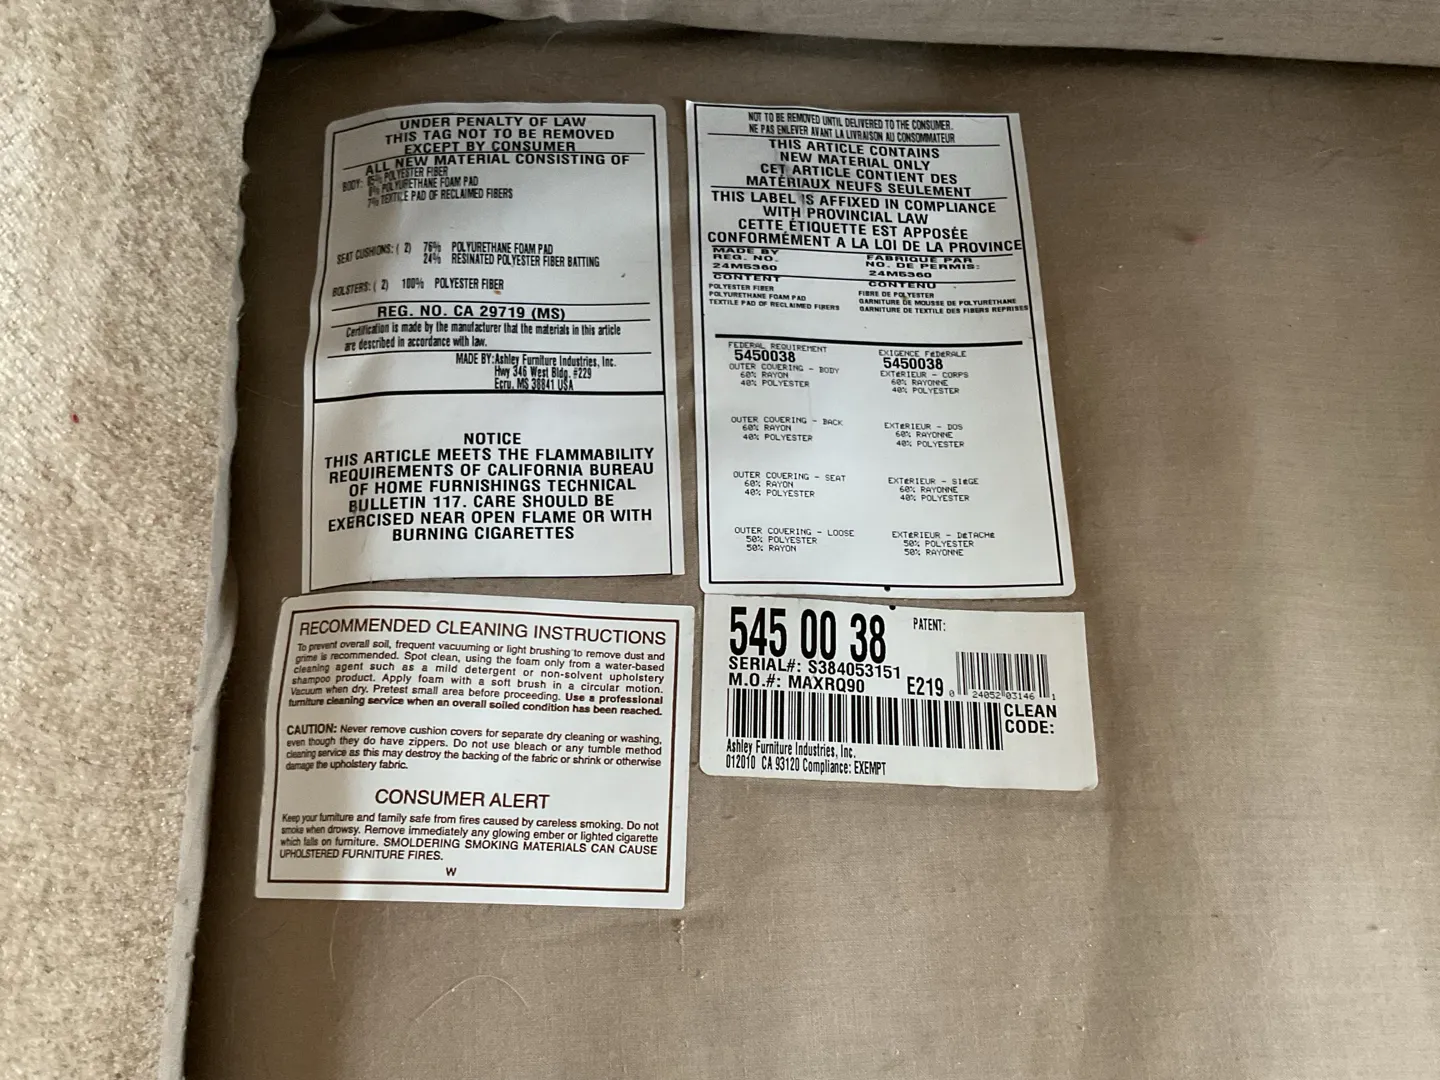 UNDER PENALTY OF LAW
THIS TAG NOT TO BE REMOVED
EXCEPT BY CONSUMER
ALL NEW MATERIAL CONSISTING OF
BODY: 85% POLYESTER FIBER
8% POLYURETHANE FOAM PAD
7% TEXTILE PAD OF RECLAIMED FIBERS
SEAT CUSHIONS: ( 2) 76% POLYURETHANE FOAM PAD
24% RESINATED POLYESTER FIBER BATTING
BOLSTERS: ( 2) 100% POLYESTER FIBER
REG. NO. CA 29719 (MS)
Certification is made by the manufacturer that the materials in this article
are described in accordance with law.
MADE BY: Ashley Furniture Industries, Inc.
Hwy 346 West Bldg. #229
Ecru, MS 38841 USA
NOTICE
THIS ARTICLE MEETS THE FLAMMABILITY
REQUIREMENTS OF CALIFORNIA BUREAU
OF HOME FURNISHINGS TECHNICAL
BULLETIN 117. CARE SHOULD BE
EXERCISED NEAR OPEN FLAME OR WITH
BURNING CIGARETTES
NOT TO BE REMOVED UNTIL DELIVERED TO THE CONSUMER.
NE PAS ENLEVER AVANT LA LIVRAISON AU CONSOMMATEUR
THIS ARTICLE CONTAINS
NEW MATERIAL ONLY
CET ARTICLE CONTIENT DES
MATÉRIAUX NEUFS SEULEMENT
THIS LABEL IS AFFIXED IN COMPLIANCE
WITH PROVINCIAL LAW
CETTE ÉTIQUETTE EST APPOSÉE
CONFORMÉMENT A LA LOI DE LA PROVINCE
MADE BY FABRIQUE PAR
REG. NO. NO. DE PERMIS:
24M5360 24M5360
CONTENT CONTENU
POLYESTER FIBER FIBRE DE POLYESTER
POLYURETHANE FOAM PAD GARNITURE DE MOUSSE DE POLYURÉTHANE
TEXTILE PAD OF RECLAIMED FIBERS GARNITURE DE TEXTILE DES FIBERS REPRISES
FEDERAL REQUIREMENT EXIGENCE FéDéRALE
5450038 5450038
OUTER COVERING - BODY EXTéRIEUR - CORPS
60% RAYON 60% RAYONNE
40% POLYESTER 40% POLYESTER
OUTER COVERING - BACK EXTéRIEUR - DOS
60% RAYON 60% RAYONNE
40% POLYESTER 40% POLYESTER
OUTER COVERING - SEAT EXTéRIEUR - SIéGE
60% RAYON 60% RAYONNE
40% POLYESTER 40% POLYESTER
OUTER COVERING - LOOSE EXTéRIEUR - DéTACHé
50% POLYESTER 50% POLYESTER
50% RAYON 50% RAYONNE
RECOMMENDED CLEANING INSTRUCTIONS
To prevent overall soil, frequent vacuuming or light brushing to remove dust and
grime is recommended. Spot clean, using the foam only from a water-based
cleaning agent such as a mild detergent or non-solvent upholstery
shampoo product. Apply foam with a soft brush in a circular motion.
Vacuum when dry. Pretest small area before proceeding. Use a professional
furniture cleaning service when an overall soiled condition has been reached.
CAUTION: Never remove cushion covers for separate dry cleaning or washing,
even though they do have zippers. Do not use bleach or any tumble method
cleaning service as this may destroy the backing of the fabric or shrink or otherwise
damage the upholstery fabric.
CONSUMER ALERT
Keep your furniture and family safe from fires caused by careless smoking. Do not
smoke when drowsy. Remove immediately any glowing ember or lighted cigarette
which falls on furniture. SMOLDERING SMOKING MATERIALS CAN CAUSE
UPHOLSTERED FURNITURE FIRES.
W
545 00 38 PATENT:
SERIAL#: S384053151
M.O.#: MAXRQ90 E219
0 24052 03146 1
CLEAN
CODE:
Ashley Furniture Industries, Inc.
012010 CA 93120 Compliance: EXEMPT